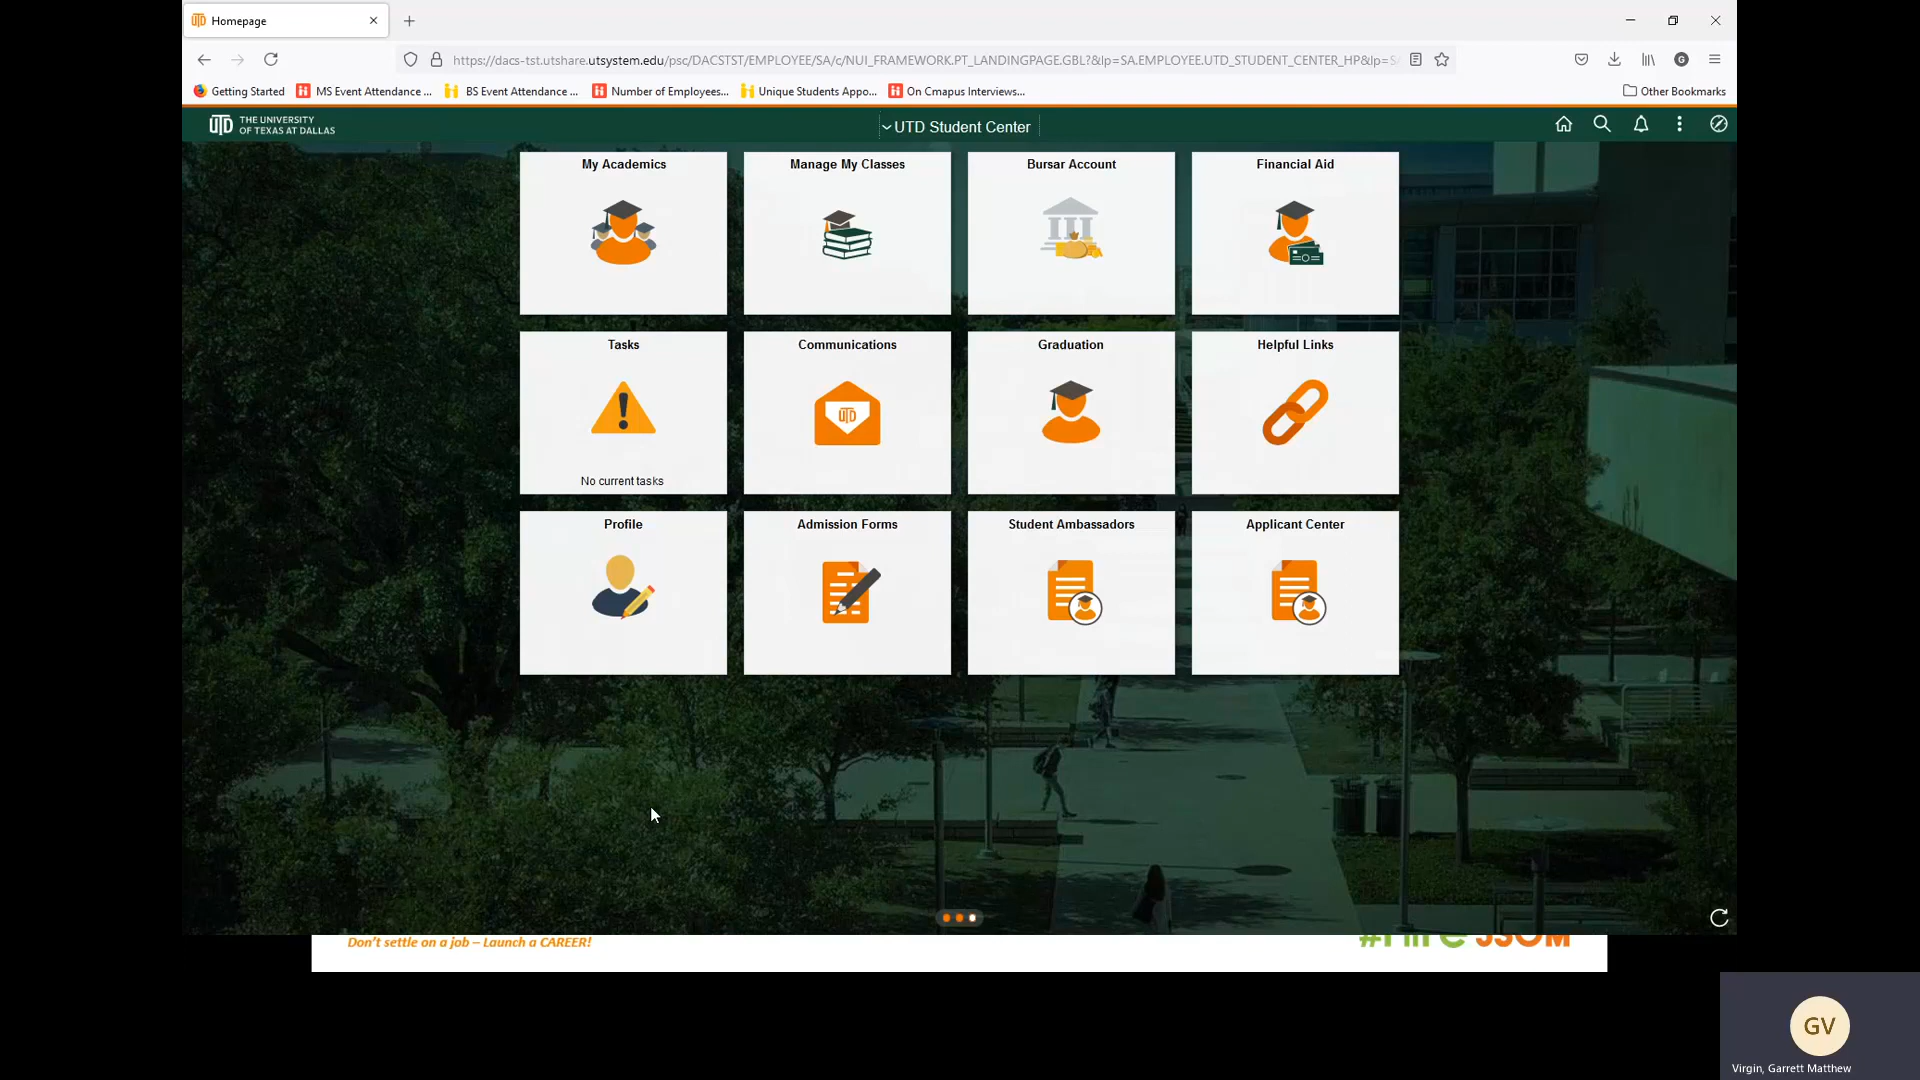 Homepage
https://dacs-tst.utshare.utsystem.edu/psc/DACSTST/EMPLOYEE/SA/c/NUI_FRAMEWORK.PT_LANDINGPAGE.GBL?&lp=SA.EMPLOYEE.UTD_STUDENT_CENTER_HP&lp=S
Getting Started
MS Event Attendance ...
BS Event Attendance ...
Number of Employees...
Unique Students Appo...
On Cmapus Interviews...
Other Bookmarks
UTD THE UNIVERSITY
OF TEXAS AT DALLAS
UTD Student Center
My Academics
Manage My Classes
Bursar Account
Financial Aid
Tasks
Communications
Graduation
Helpful Links
UTD
No current tasks
Profile
Admission Forms
Student Ambassadors
Applicant Center
Don't settle on a job – Launch a CAREER!
#Hire JSOM
GV
Virgin, Garrett Matthew